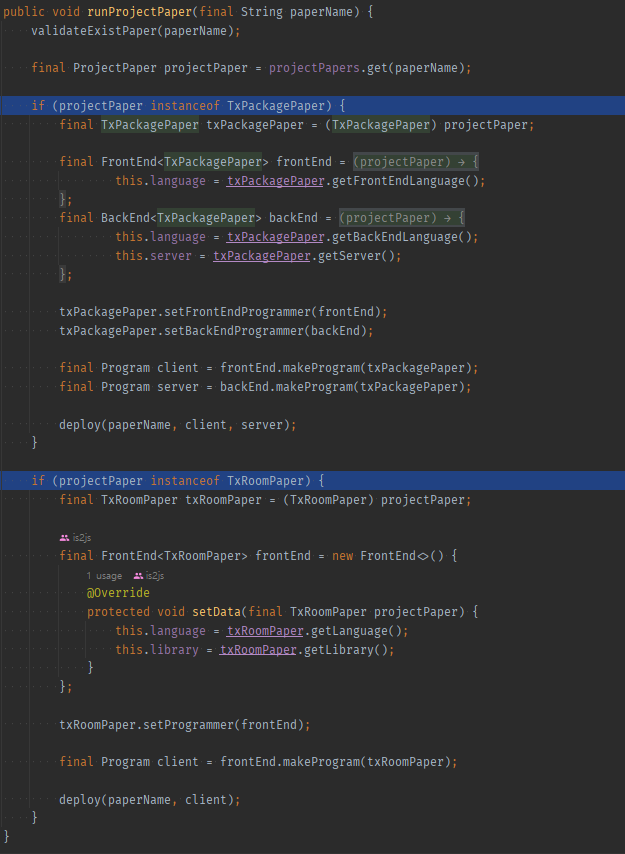 public void runProjectPaper(final String paperName) {
    validateExistPaper(paperName);

    final ProjectPaper projectPaper = projectPapers.get(paperName);

    if (projectPaper instanceof TxPackagePaper) {
        final TxPackagePaper txPackagePaper = (TxPackagePaper) projectPaper;

        final FrontEnd<TxPackagePaper> frontEnd = (projectPaper) → {
                this.language = txPackagePaper.getFrontEndLanguage();
        };
        final BackEnd<TxPackagePaper> backEnd = (projectPaper) → {
                this.language = txPackagePaper.getBackEndLanguage();
                this.server = txPackagePaper.getServer();
        };

        txPackagePaper.setFrontEndProgrammer(frontEnd);
        txPackagePaper.setBackEndProgrammer(backEnd);

        final Program client = frontEnd.makeProgram(txPackagePaper);
        final Program server = backEnd.makeProgram(txPackagePaper);

        deploy(paperName, client, server);
    }

    if (projectPaper instanceof TxRoomPaper) {
        final TxRoomPaper txRoomPaper = (TxRoomPaper) projectPaper;

        is2js
        final FrontEnd<TxRoomPaper> frontEnd = new FrontEnd<>() {
            1 usage is2js
            @Override
            protected void setData(final TxRoomPaper projectPaper) {
                this.language = txRoomPaper.getLanguage();
                this.library = txRoomPaper.getLibrary();
            }
        };

        txRoomPaper.setProgrammer(frontEnd);

        final Program client = frontEnd.makeProgram(txRoomPaper);

        deploy(paperName, client);
    }
}